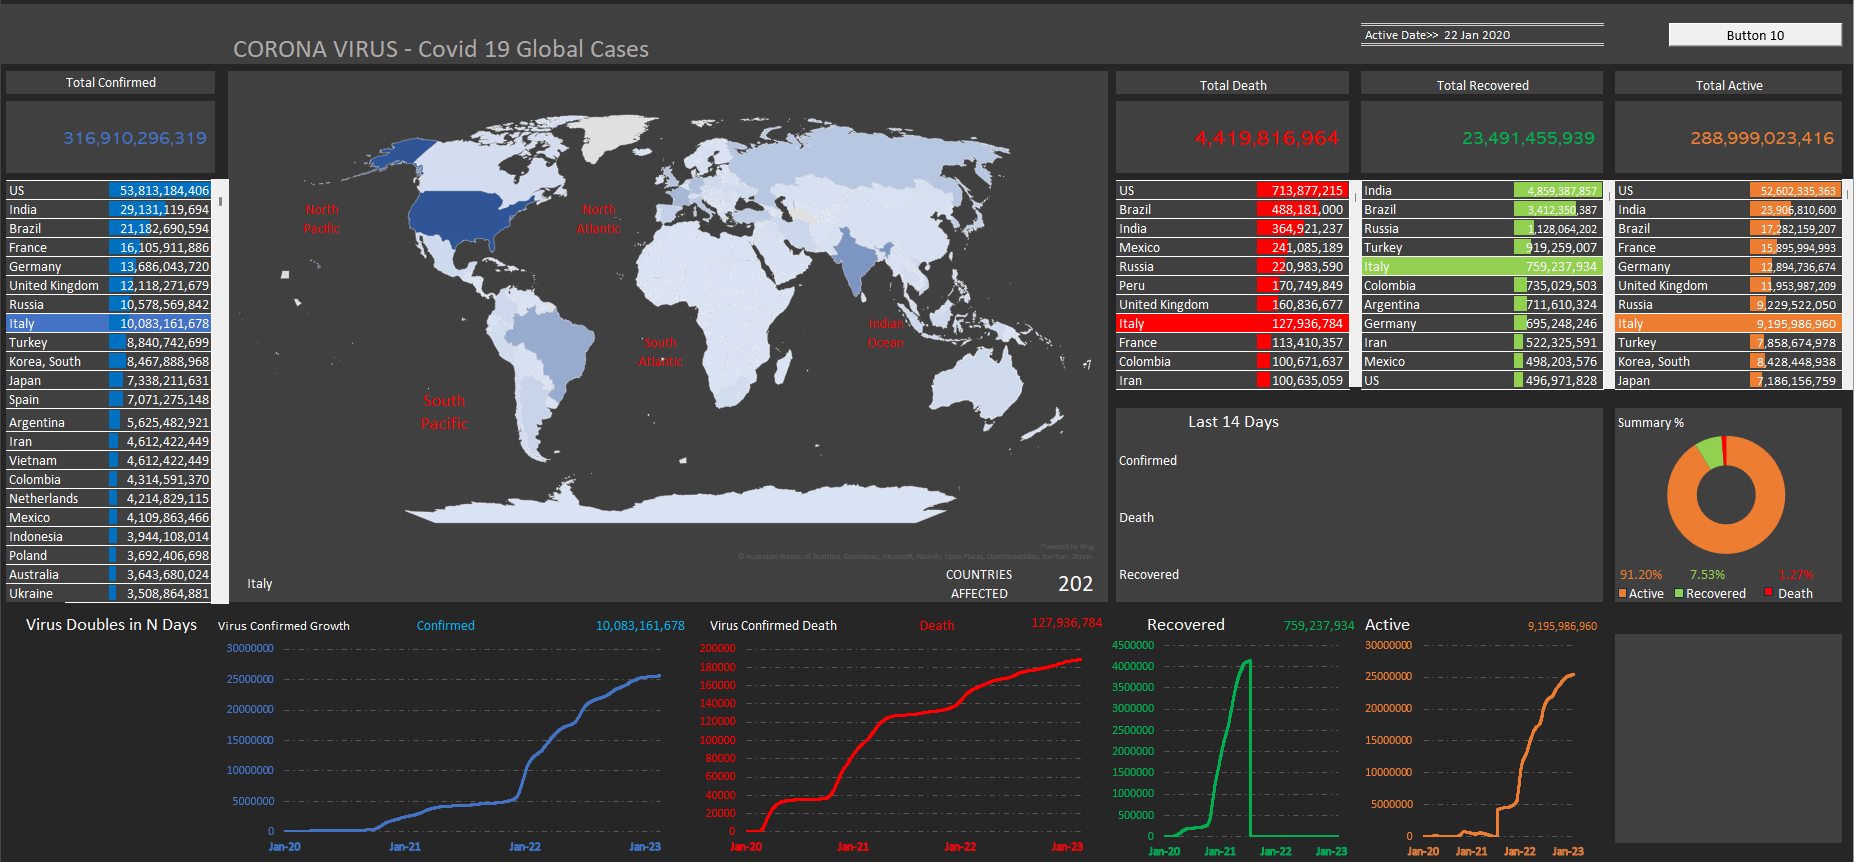 CORONA VIRUS - Covid 19 Global Cases
Active Date>> 22 Jan 2020
Button 10
Total Confirmed
316,910,296,319
US 53,813,184,406
India 29,131,119,694
Brazil 21,182,690,594
France 16,105,911,886
Germany 13,686,043,720
United Kingdom 12,118,271,679
Russia 10,578,569,842
Italy 10,083,161,678
Turkey 8,840,742,699
Korea, South 8,467,888,968
Japan 7,338,211,631
Spain 7,071,275,148
Argentina 5,625,482,921
Iran 4,612,422,449
Vietnam 4,612,422,449
Colombia 4,314,591,370
Netherlands 4,214,829,115
Mexico 4,109,863,466
Indonesia 3,944,108,014
Poland 3,692,406,698
Australia 3,643,680,024
Ukraine 3,508,864,881
North
Pacific
North
Atlantic
Indian
Ocean
South
Atlantic
South
Pacific
Powered by Bing
© Australian Bureau of Statistics, GeoNames, Microsoft, Navinfo, Open Places, OpenStreetMap, TomTom, Zenrin
Italy
COUNTRIES
AFFECTED
202
Total Death
4,419,816,964
US 713,877,215
Brazil 488,181,000
India 364,921,237
Mexico 241,085,189
Russia 220,983,590
Peru 170,749,849
United Kingdom 160,836,677
Italy 127,936,784
France 113,410,357
Colombia 100,671,637
Iran 100,635,059
Total Recovered
23,491,455,939
India 4,859,387,857
Brazil 3,412,350,387
Russia 1,128,064,202
Turkey 919,259,007
Italy 759,237,934
Colombia 735,029,503
Argentina 711,610,324
Germany 695,248,246
Iran 522,325,591
Mexico 498,203,576
US 496,971,828
Total Active
288,999,023,416
US 52,602,335,363
India 23,906,810,600
Brazil 17,282,159,207
France 15,895,994,993
Germany 12,894,736,674
United Kingdom 11,953,987,209
Russia 9,229,522,050
Italy 9,195,986,960
Turkey 7,858,674,978
Korea, South 8,428,448,938
Japan 7,186,156,759
Last 14 Days
Confirmed
Death
Recovered
Summary %
91.20% 7.53% 1.27%
Active Recovered Death
Virus Doubles in N Days
Virus Confirmed Growth Confirmed 10,083,161,678
30000000
25000000
20000000
15000000
10000000
5000000
0
Jan-20 Jan-21 Jan-22 Jan-23
Virus Confirmed Death Death 127,936,784
200000
180000
160000
140000
120000
100000
80000
60000
40000
20000
0
Jan-20 Jan-21 Jan-22 Jan-23
Recovered 759,237,934
4500000
4000000
3500000
3000000
2500000
2000000
1500000
1000000
500000
0
Jan-20 Jan-21 Jan-22 Jan-23
Active 9,195,986,960
30000000
25000000
20000000
15000000
10000000
5000000
0
Jan-20 Jan-21 Jan-22 Jan-23